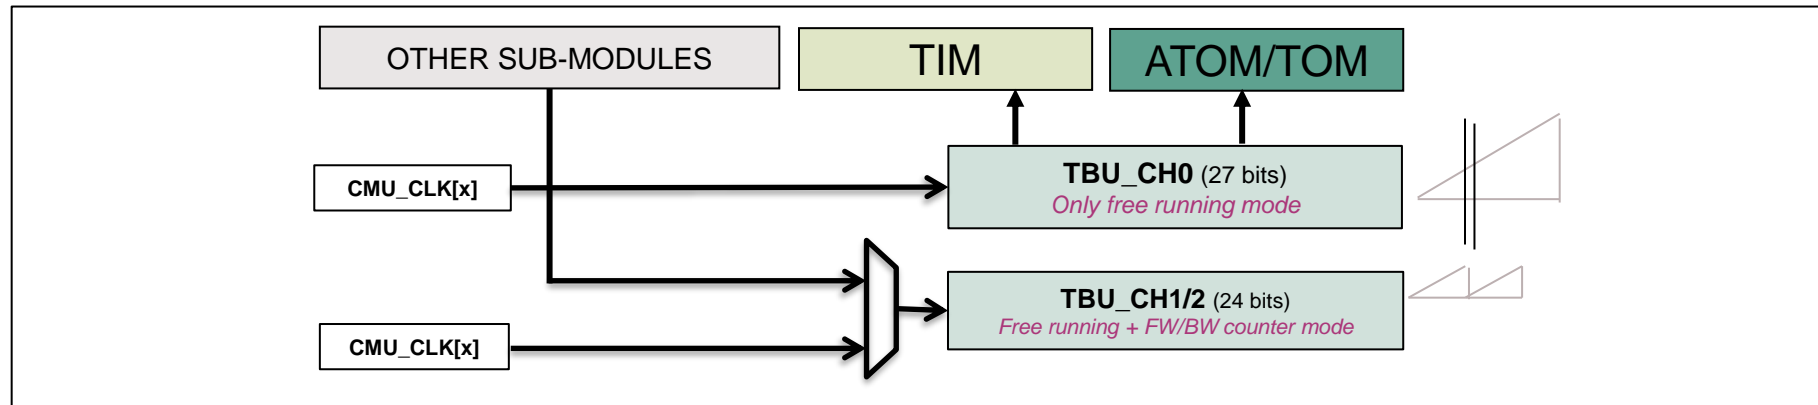 OTHER SUB-MODULES
TIM
ATOM/TOM
CMU_CLK[x]
TBU_CH0 (27 bits)
Only free running mode
TBU_CH1/2 (24 bits)
Free running + FW/BW counter mode
CMU_CLK[x]